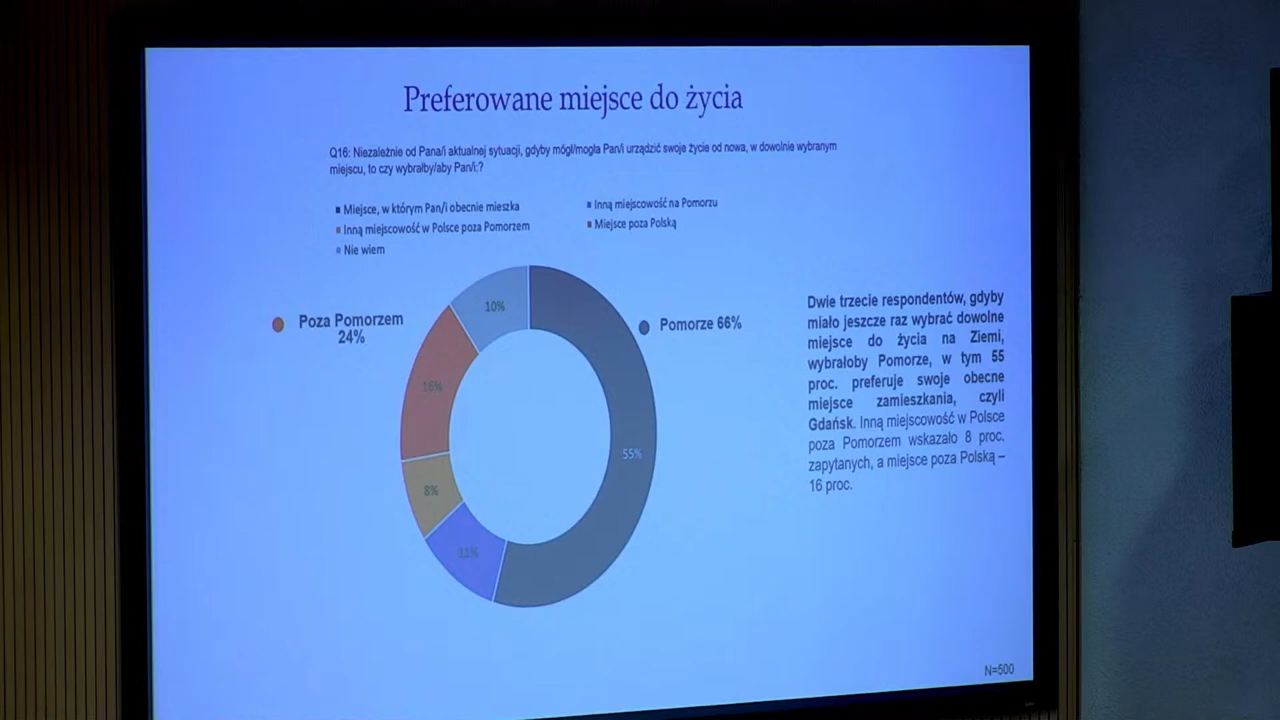 Preferowane miejsce do życia
Q16: Niezależnie od Pana/i aktualnej sytuacji, gdyby mógł/mogła Pan/i urządzić swoje życie od nowa, w dowolnie wybranym
miejscu, to czy wybrałby/aby Pan/i:?
Miejsce, w którym Pan/i obecnie mieszka
Inną miejscowość na Pomorzu
Inną miejscowość w Polsce poza Pomorzem
Miejsce poza Polską
Nie wiem
10%
Poza Pomorzem
24%
Pomorze 66%
16%
55%
8%
11%
Dwie trzecie respondentów, gdyby
miało jeszcze raz wybrać dowolne
miejsce do życia na Ziemi,
wybrałoby Pomorze, w tym 55
proc. preferuje swoje obecne
miejsce zamieszkania, czyli
Gdańsk. Inną miejscowość w Polsce
poza Pomorzem wskazało 8 proc.
zapytanych, a miejsce poza Polską –
16 proc.
N=500